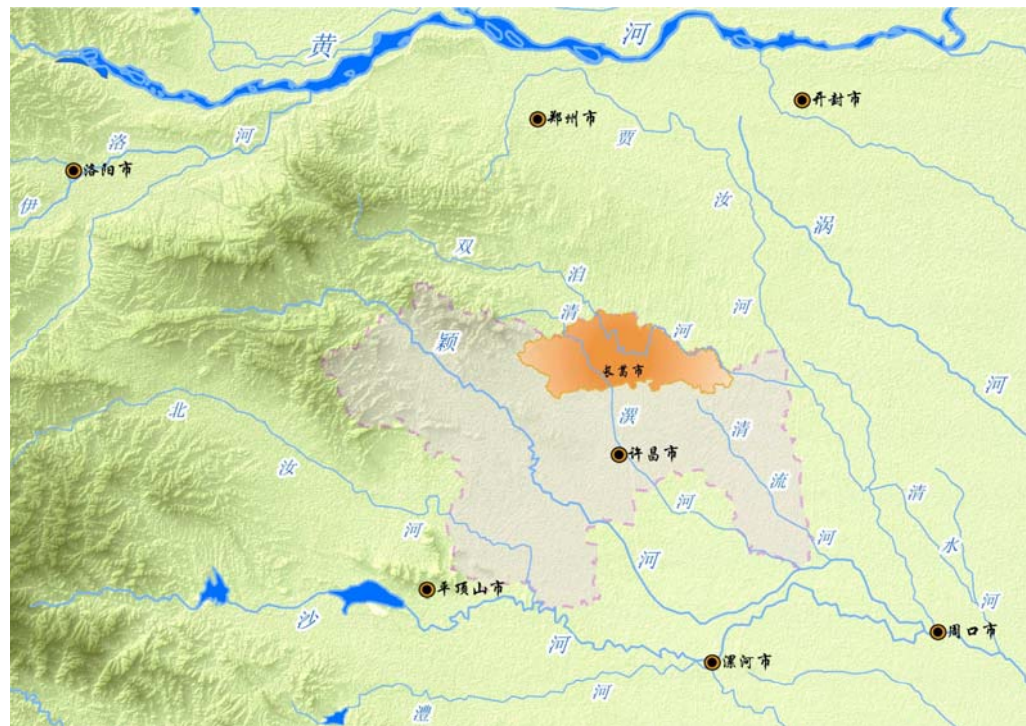 黄河
开封市
郑州市
贾
洛河
洛阳市
伊
汝
涡
双洎
清
河
河
颍
长葛市
河
北
潩
清
汝
许昌市
流
清
河
河
河
水
河
平顶山市
河
沙
河
周口市
漯河市
澧
河